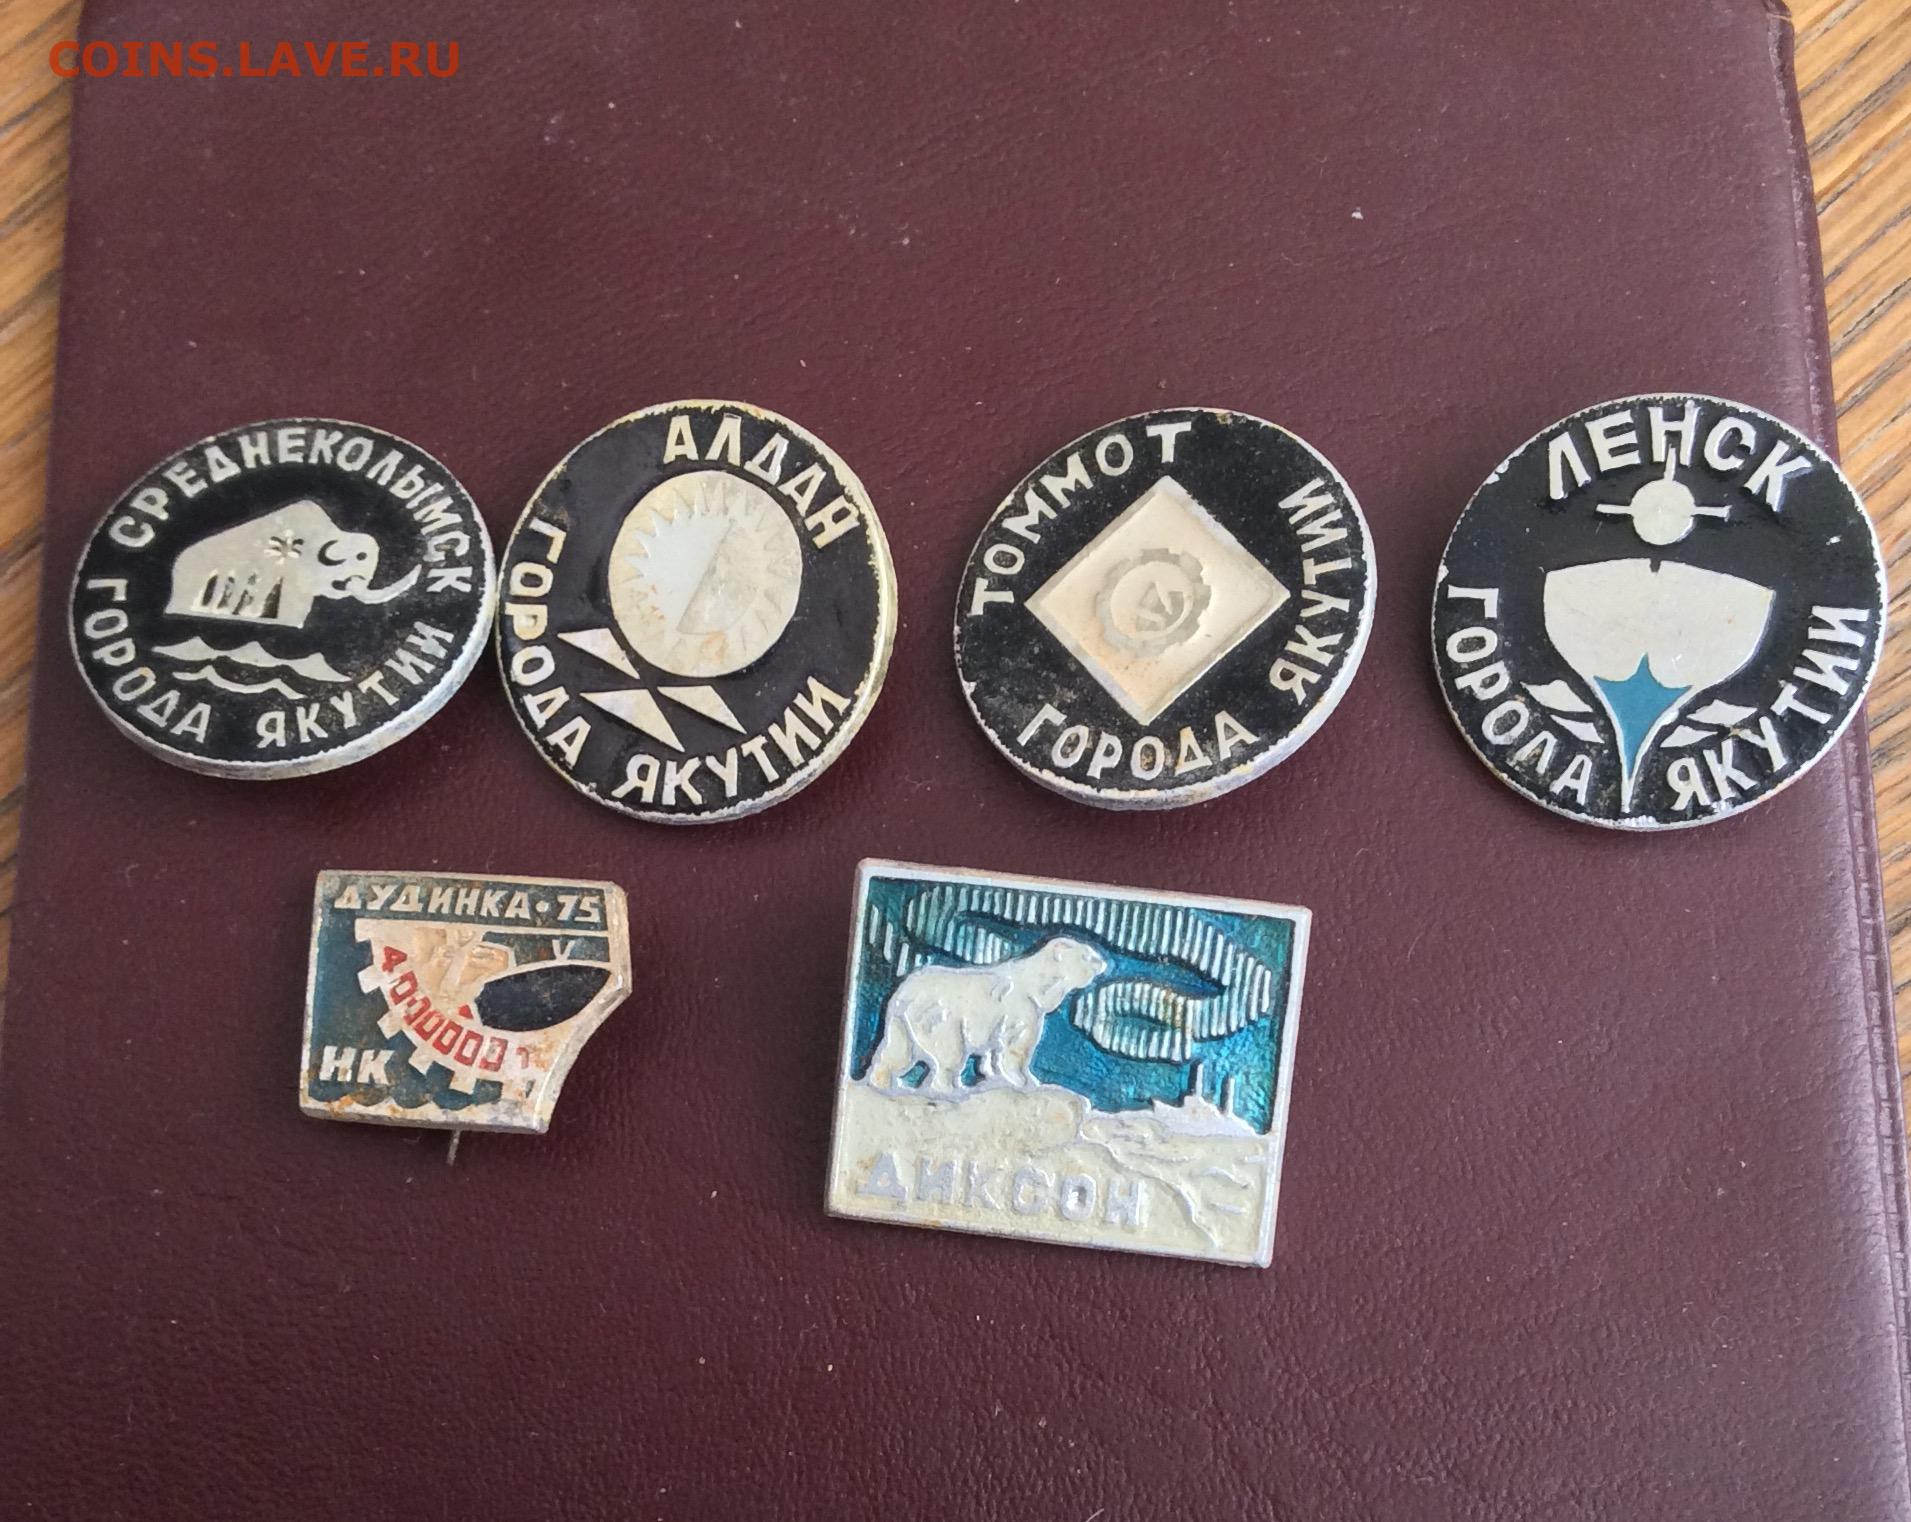 COINS.LAVE.RU
СРЕДНЕКОЛЫМСК
ГОРОДА ЯКУТИИ
АЛДАН
ГОРОДА ЯКУТИИ
ТОММОТ
ГОРОДА ЯКУТИИ
ЛЕНСК
ГОРОДА ЯКУТИИ
ДУДИНКА·75
4000000Т
НК
ДИКСОН